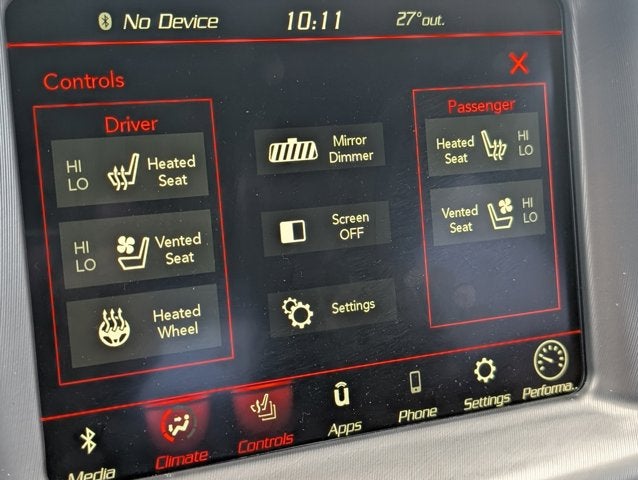 No Device 10:11 27°out.
Controls
Driver
HI
LO
Heated
Seat
HI
LO
Vented
Seat
Heated
Wheel
Mirror
Dimmer
Screen
OFF
Settings
Passenger
Heated
Seat
HI
LO
Vented
Seat
HI
LO
Media Climate Controls Apps Phone Settings Performa..